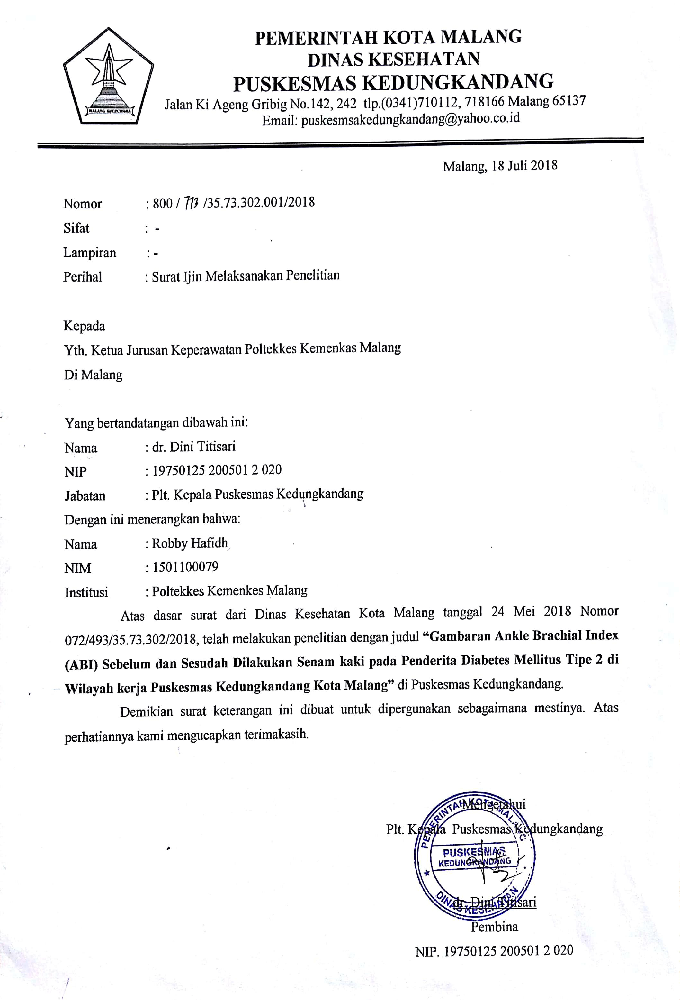 PEMERINTAH KOTA MALANG
DINAS KESEHATAN
PUSKESMAS KEDUNGKANDANG
Jalan Ki Ageng Gribig No.142, 242 tlp.(0341)710112, 718166 Malang 65137
Email: puskesmsakedungkandang@yahoo.co.id
Malang, 18 Juli 2018
Nomor : 800 / 773 /35.73.302.001/2018
Sifat : -
Lampiran : -
Perihal : Surat Ijin Melaksanakan Penelitian
Kepada
Yth. Ketua Jurusan Keperawatan Poltekkes Kemenkas Malang
Di Malang
Yang bertandatangan dibawah ini:
Nama : dr. Dini Titisari
NIP : 19750125 200501 2 020
Jabatan : Plt. Kepala Puskesmas Kedungkandang
Dengan ini menerangkan bahwa:
Nama : Robby Hafidh
NIM : 1501100079
Institusi : Poltekkes Kemenkes Malang
Atas dasar surat dari Dinas Kesehatan Kota Malang tanggal 24 Mei 2018 Nomor
072/493/35.73.302/2018, telah melakukan penelitian dengan judul “Gambaran Ankle Brachial Index
(ABI) Sebelum dan Sesudah Dilakukan Senam kaki pada Penderita Diabetes Mellitus Tipe 2 di
Wilayah kerja Puskesmas Kedungkandang Kota Malang” di Puskesmas Kedungkandang.
Demikian surat keterangan ini dibuat untuk dipergunakan sebagaimana mestinya. Atas
perhatiannya kami mengucapkan terimakasih.
Mengetahui
Plt. Kepala Puskesmas Kedungkandang
PEMERINTAH KOTA MALANG
PUSKESMAS
KEDUNGKANDANG
DINAS KESEHATAN
dr. Dini Titisari
Pembina
NIP. 19750125 200501 2 020